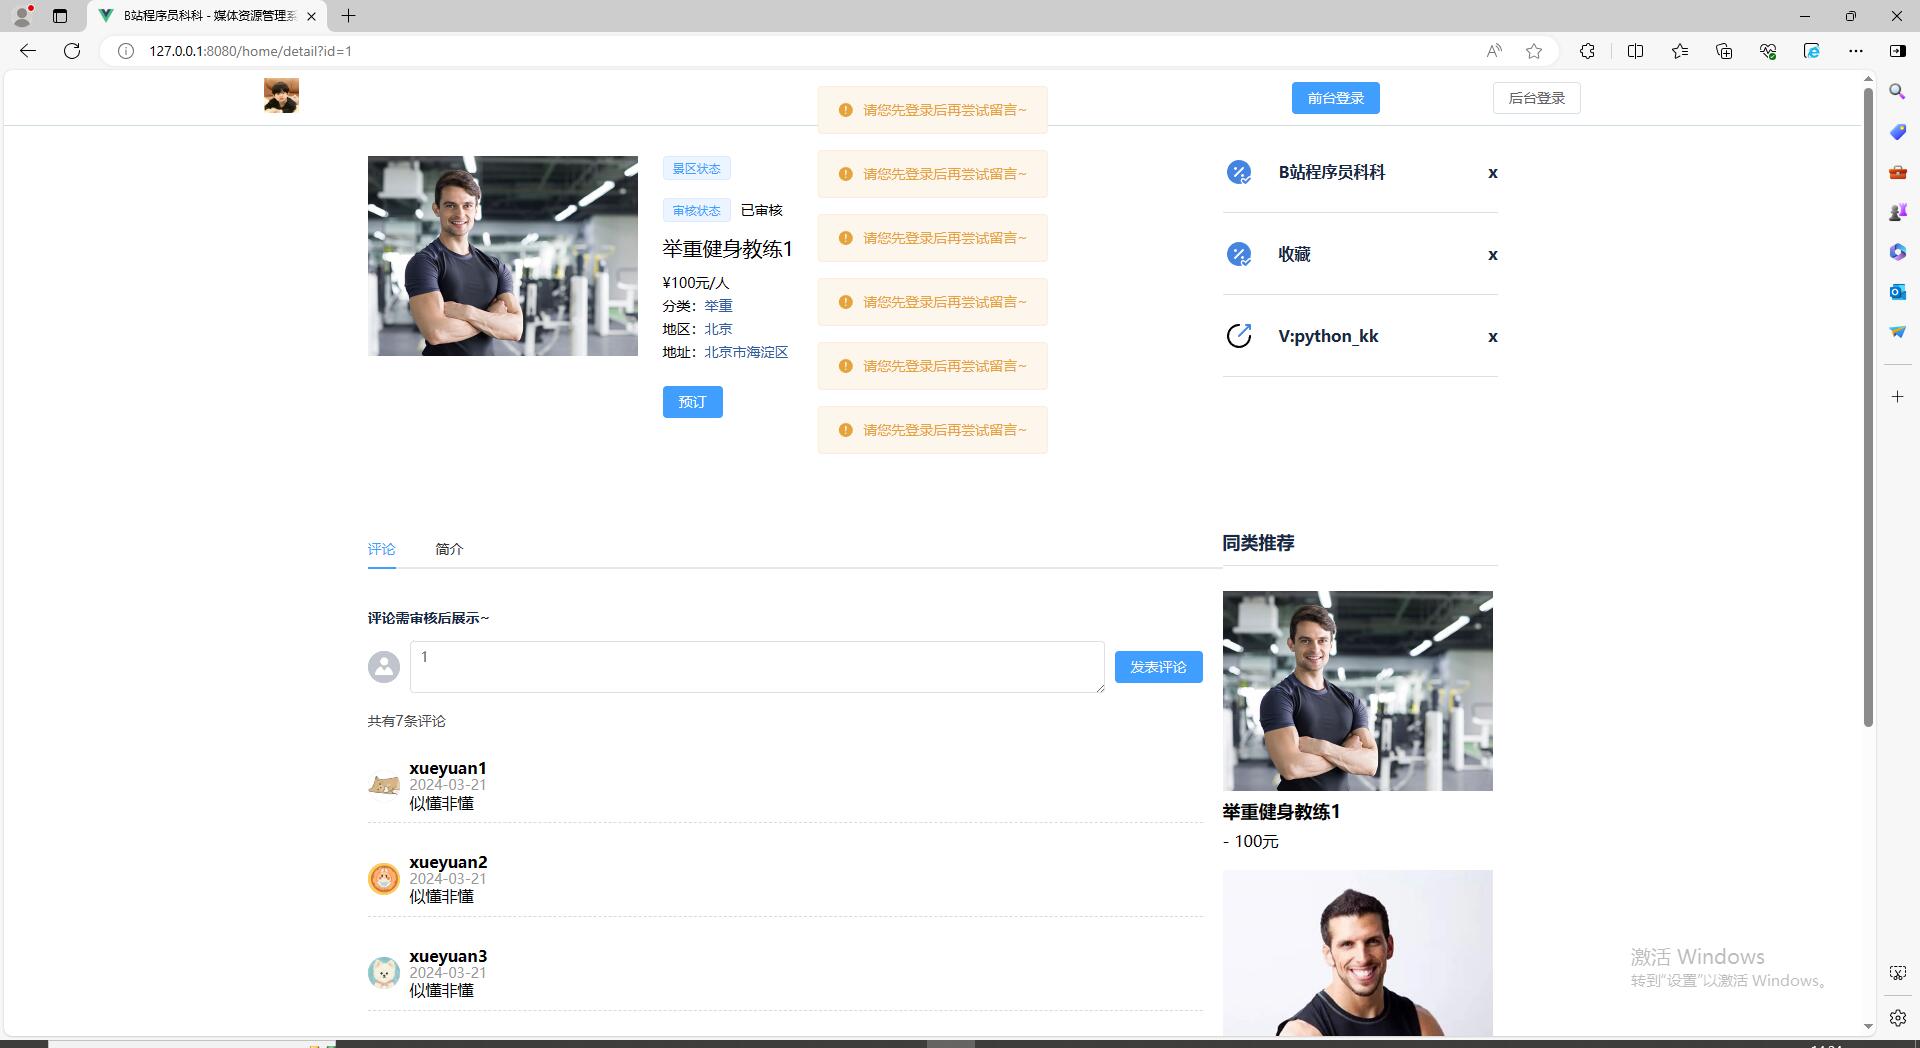 B站程序员科科 - 媒体资源管理系
127.0.0.1:8080/home/detail?id=1
前台登录
后台登录
请您先登录后再尝试留言~
请您先登录后再尝试留言~
请您先登录后再尝试留言~
请您先登录后再尝试留言~
请您先登录后再尝试留言~
请您先登录后再尝试留言~
景区状态
审核状态 已审核
举重健身教练1
¥100元/人
分类：举重
地区：北京
地址：北京市海淀区
预订
B站程序员科科 x
收藏 x
V:python_kk x
评论 简介
评论需审核后展示~
1
发表评论
共有7条评论
xueyuan1
2024-03-21
似懂非懂
xueyuan2
2024-03-21
似懂非懂
xueyuan3
2024-03-21
似懂非懂
同类推荐
举重健身教练1
- 100元
激活 Windows
转到"设置"以激活 Windows。